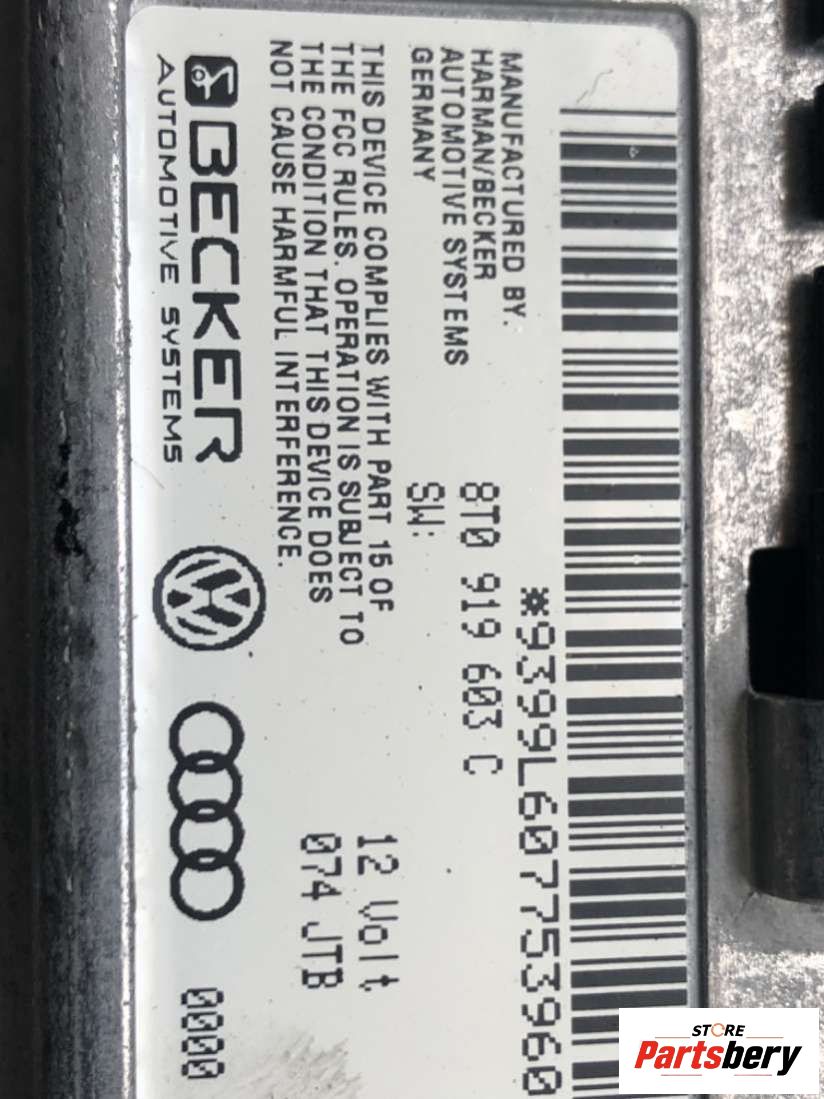 *9399L607753960
MANUFACTURED BY:
HARMAN/BECKER
AUTOMOTIVE SYSTEMS
GERMANY
8T0 919 603 C
SW:
THIS DEVICE COMPLIES WITH PART 15 OF
THE FCC RULES. OPERATION IS SUBJECT TO
THE CONDITION THAT THIS DEVICE DOES
NOT CAUSE HARMFUL INTERFERENCE.
12 Volt
074 JTB
BECKER
AUTOMOTIVE SYSTEMS
0000
STORE
Partsbery